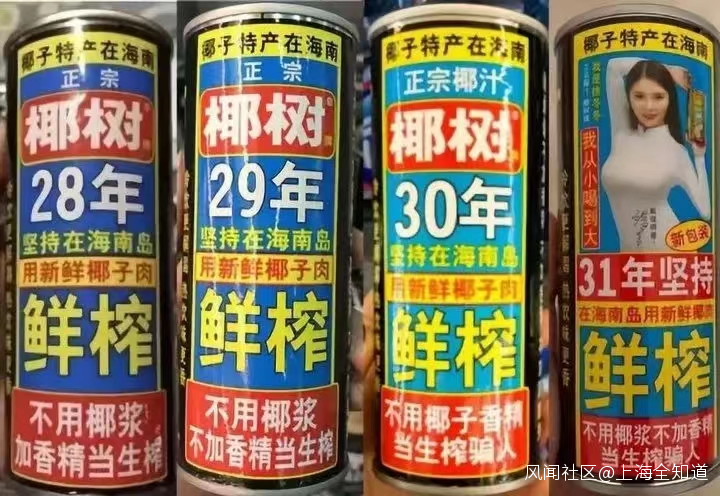 椰子特产在海南
正宗
椰树
28年
坚持在海南岛
用新鲜椰子肉
鲜榨
不用椰浆
加香精当生榨
椰子特产在海南
正宗
椰树
29年
坚持在海南岛
用新鲜椰子肉
鲜榨
不用椰浆
不加香精当生榨
椰子特产在海南
正宗椰汁
椰树
30年
坚持在海南岛
用新鲜椰子肉
鲜榨
不用椰子香精
当生榨骗人
椰子特产在海南
我从小喝到大
新包装
31年坚持
在海南岛用新鲜椰肉
鲜榨
不用椰浆不加香精
当生榨骗人
风闻社区@上海全知道